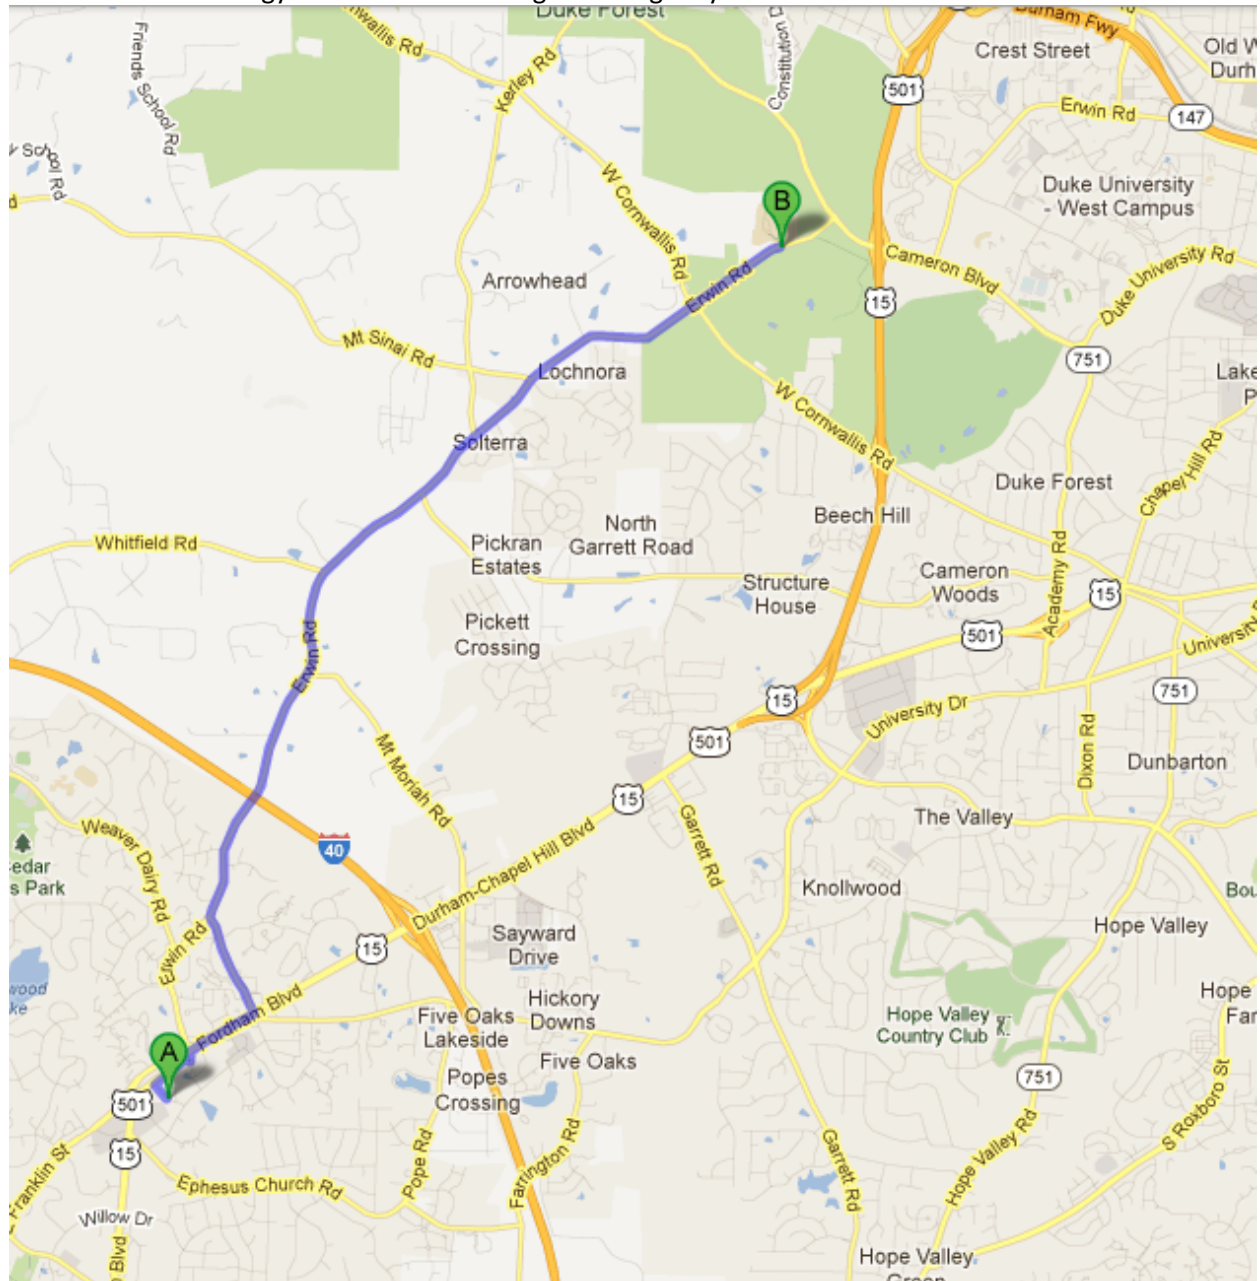 Duke Forest
Cornwallis Rd
Durham Fwy
Friends School Rd
Kerley Rd
Constitution
Crest Street
501
Erwin Rd
147
School Rd
W Cornwallis Rd
Duke University
- West Campus
B
Erwin Rd
Cameron Blvd
Duke University Rd
Arrowhead
15
Mt Sinai Rd
Lochnora
751
W Cornwallis Rd
Solterra
Chapel Hill Rd
Duke Forest
Beech Hill
North
Garrett Road
Whitfield Rd
Pickran
Estates
Structure
House
Cameron
Woods
Academy Rd
15
Pickett
Crossing
501
University
Erwin Rd
15
751
501
University Dr
Mt Moriah Rd
Dixon Rd
Dunbarton
15
Garrett Rd
The Valley
Weaver Dairy Rd
40
Durham-Chapel Hill Blvd
Knollwood
s Park
Erwin Rd
15
Sayward
Drive
Hope Valley
Fordham Blvd
Hickory
Downs
Five Oaks
Lakeside
Hope Valley
Country Club
Hope
A
Five Oaks
Popes
Crossing
751
501
15
S Roxboro St
Franklin St
Ephesus Church Rd
Pope Rd
Farrington Rd
Garrett Rd
Hope Valley Rd
Willow Dr
Blvd
Hope Valley